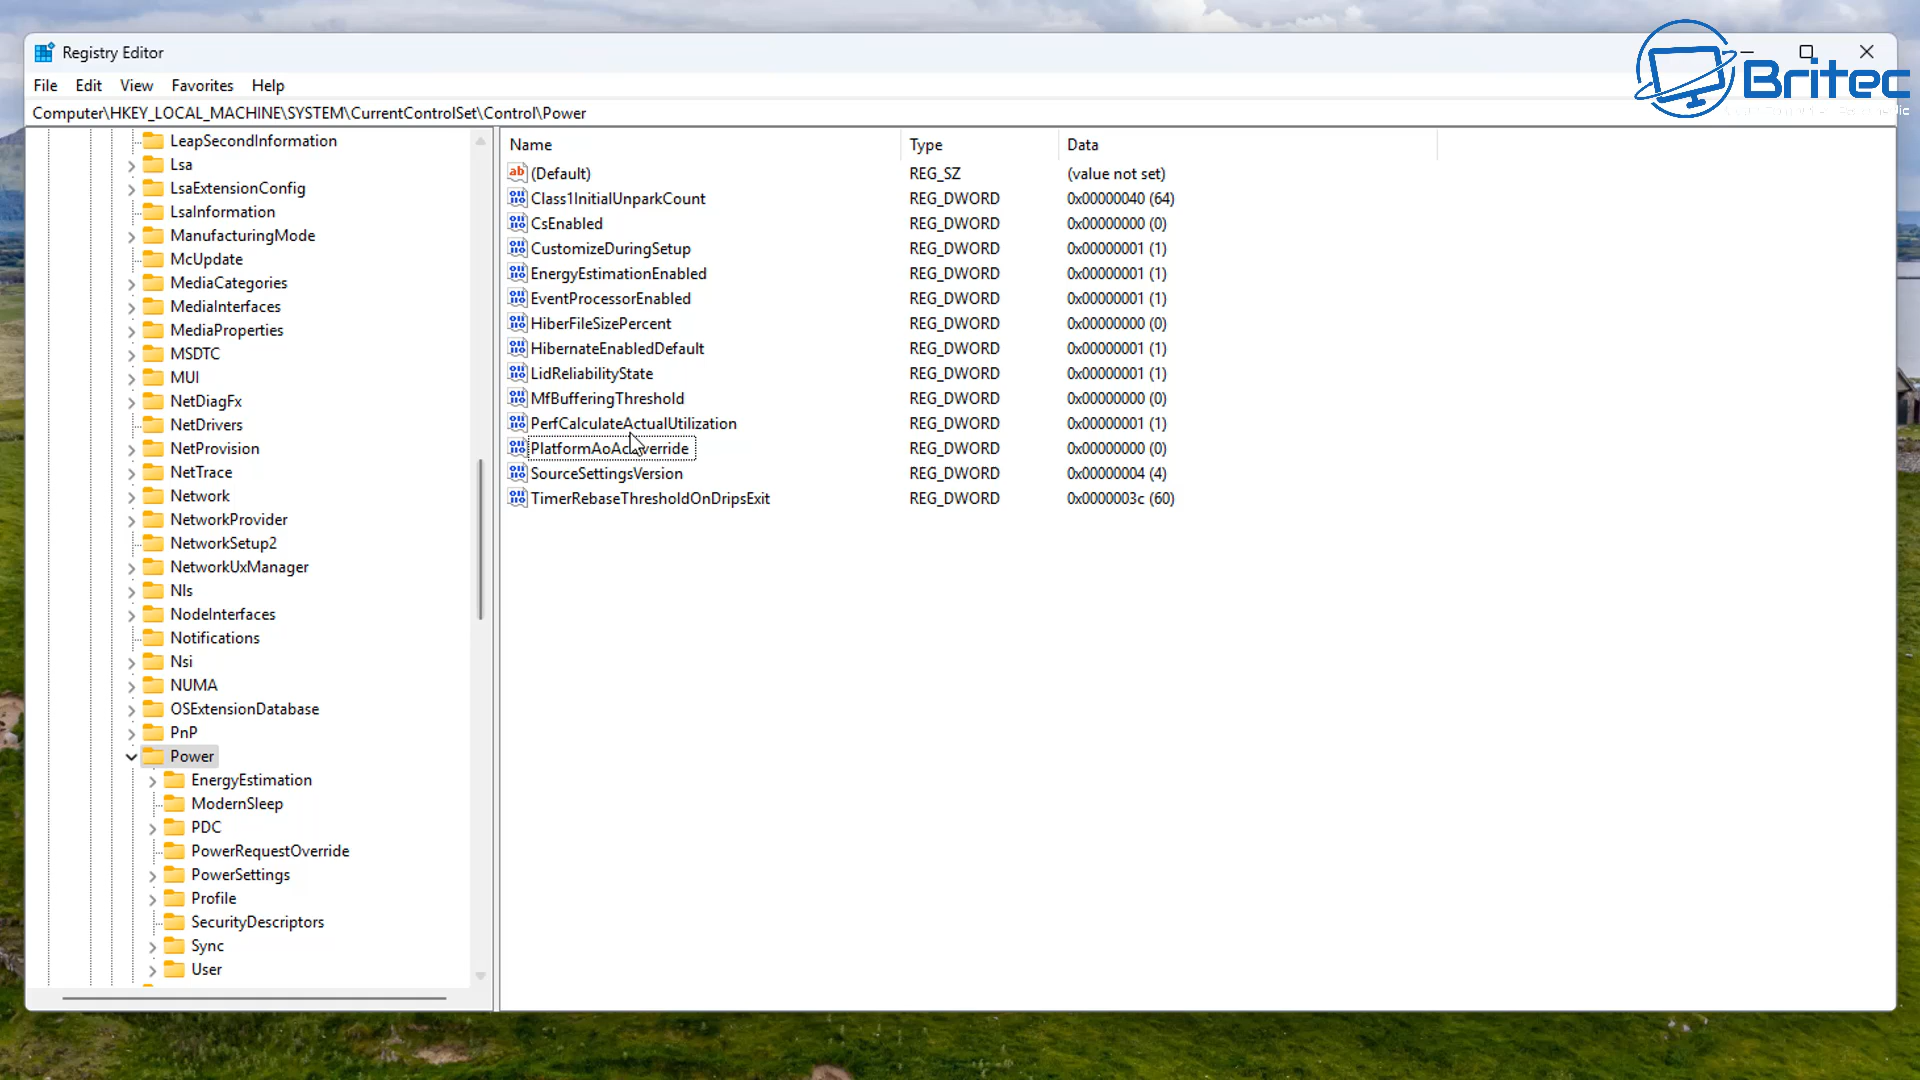 Registry Editor
Britec
File Edit View Favorites Help
Computer\HKEY_LOCAL_MACHINE\SYSTEM\CurrentControlSet\Control\Power
LeapSecondInformation
Lsa
LsaExtensionConfig
LsaInformation
ManufacturingMode
McUpdate
MediaCategories
MediaInterfaces
MediaProperties
MSDTC
MUI
NetDiagFx
NetDrivers
NetProvision
NetTrace
Network
NetworkProvider
NetworkSetup2
NetworkUxManager
Nls
NodeInterfaces
Notifications
Nsi
NUMA
OSExtensionDatabase
PnP
Power
EnergyEstimation
ModernSleep
PDC
PowerRequestOverride
PowerSettings
Profile
SecurityDescriptors
Sync
User
Name Type Data
(Default) REG_SZ (value not set)
Class1InitialUnparkCount REG_DWORD 0x00000040 (64)
CsEnabled REG_DWORD 0x00000000 (0)
CustomizeDuringSetup REG_DWORD 0x00000001 (1)
EnergyEstimationEnabled REG_DWORD 0x00000001 (1)
EventProcessorEnabled REG_DWORD 0x00000001 (1)
HiberFileSizePercent REG_DWORD 0x00000000 (0)
HibernateEnabledDefault REG_DWORD 0x00000001 (1)
LidReliabilityState REG_DWORD 0x00000001 (1)
MfBufferingThreshold REG_DWORD 0x00000000 (0)
PerfCalculateActualUtilization REG_DWORD 0x00000001 (1)
PlatformAoAcOverride REG_DWORD 0x00000000 (0)
SourceSettingsVersion REG_DWORD 0x00000004 (4)
TimerRebaseThresholdOnDripsExit REG_DWORD 0x0000003c (60)